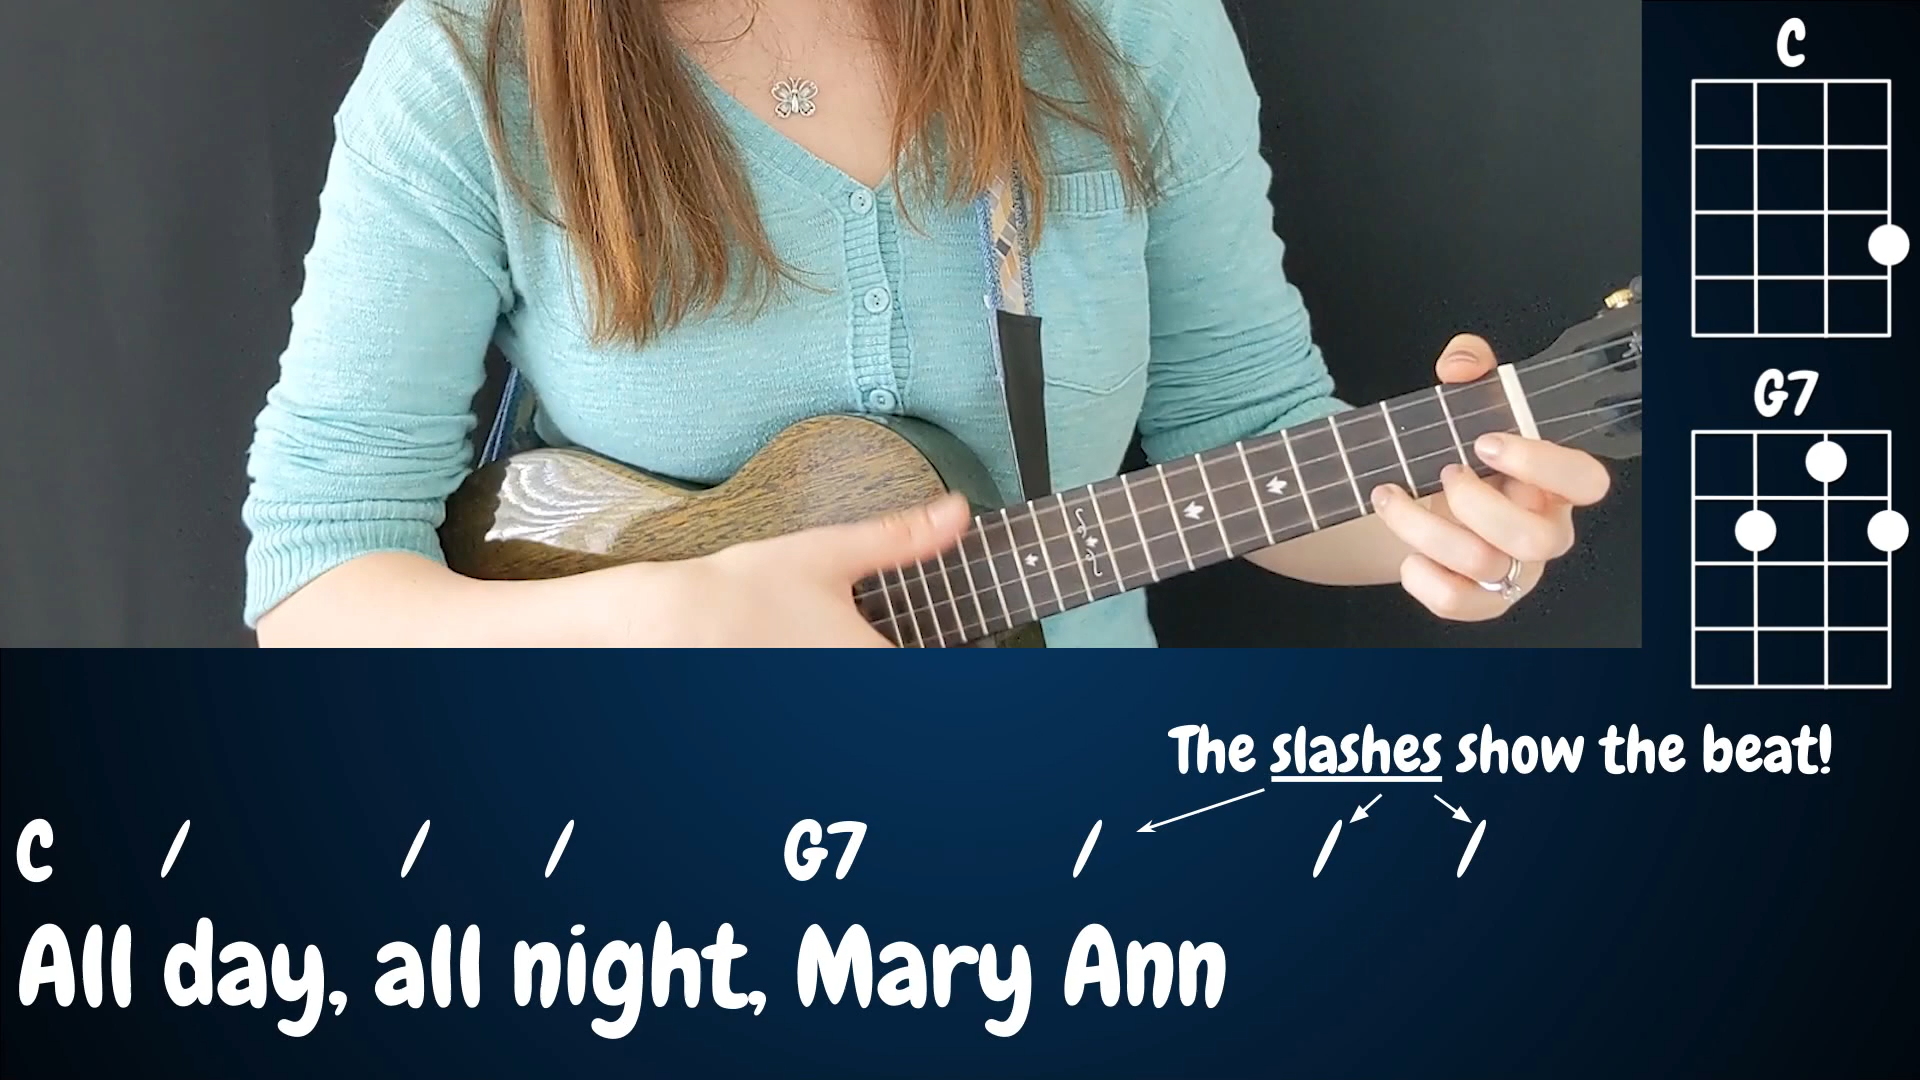 C
G7
The slashes show the beat!
C / / / G7 / / /
All day, all night, Mary Ann